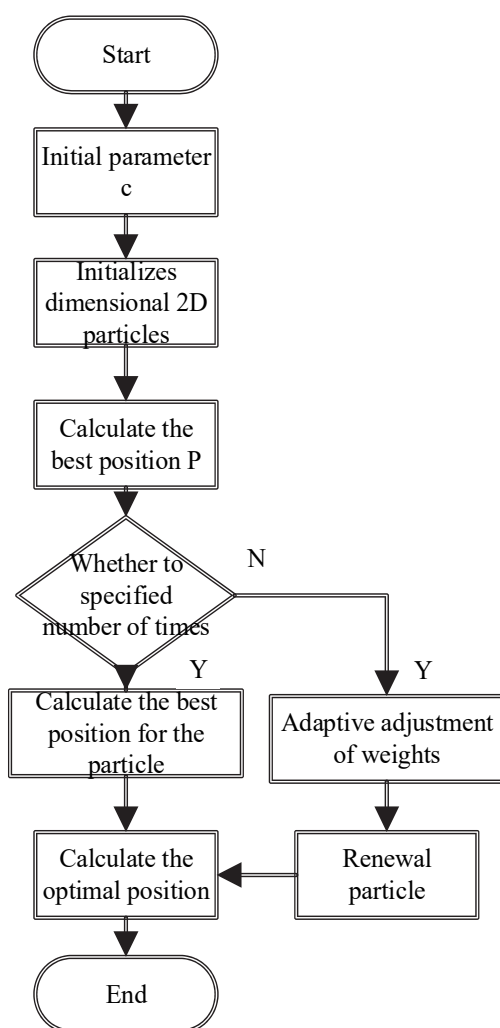 Start
Initial parameter
c
Initializes
dimensional 2D
particles
Calculate the
best position P
Whether to
specified
number of times
N
Y
Y
Calculate the best
position for the
particle
Adaptive adjustment
of weights
Calculate the
optimal position
Renewal
particle
End